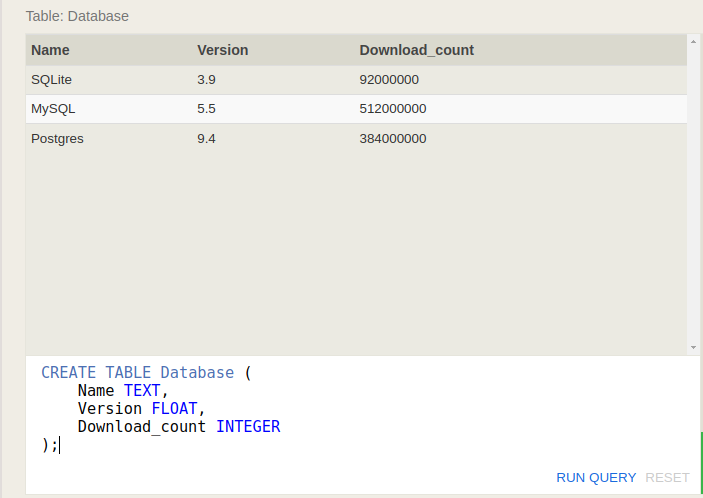 Table: Database
Name Version Download_count
SQLite 3.9 92000000
MySQL 5.5 512000000
Postgres 9.4 384000000
CREATE TABLE Database (
    Name TEXT,
    Version FLOAT,
    Download_count INTEGER
);
RUN QUERY RESET